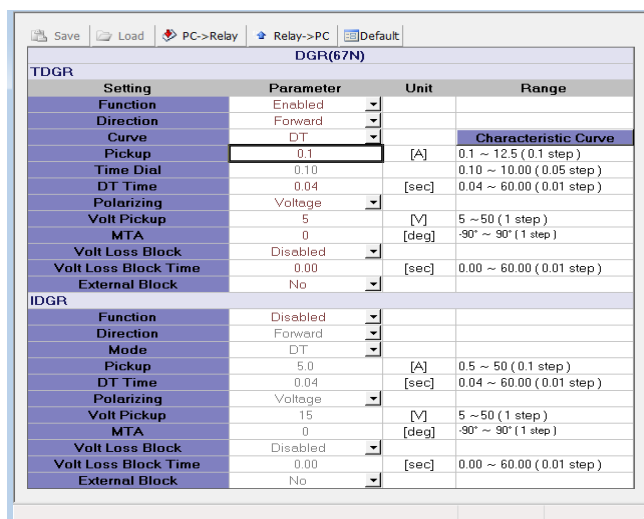 Save Load PC->Relay Relay->PC Default
DGR(67N)
TDGR
Setting Parameter Unit Range
Function Enabled
Direction Forward
Curve DT Characteristic Curve
Pickup 0.1 [A] 0.1 ~ 12.5 ( 0.1 step )
Time Dial 0.10 0.10 ~ 10.00 ( 0.05 step )
DT Time 0.04 [sec] 0.04 ~ 60.00 ( 0.01 step )
Polarizing Voltage
Volt Pickup 5 [V] 5 ~50 ( 1 step )
MTA 0 [deg] -90° ~ 90° ( 1 step )
Volt Loss Block Disabled
Volt Loss Block Time 0.00 [sec] 0.00 ~ 60.00 ( 0.01 step )
External Block No
IDGR
Function Disabled
Direction Forward
Mode DT
Pickup 5.0 [A] 0.5 ~ 50 ( 0.1 step )
DT Time 0.04 [sec] 0.04 ~ 60.00 ( 0.01 step )
Polarizing Voltage
Volt Pickup 15 [V] 5 ~50 ( 1 step )
MTA 0 [deg] -90° ~ 90° ( 1 step )
Volt Loss Block Disabled
Volt Loss Block Time 0.00 [sec] 0.00 ~ 60.00 ( 0.01 step )
External Block No